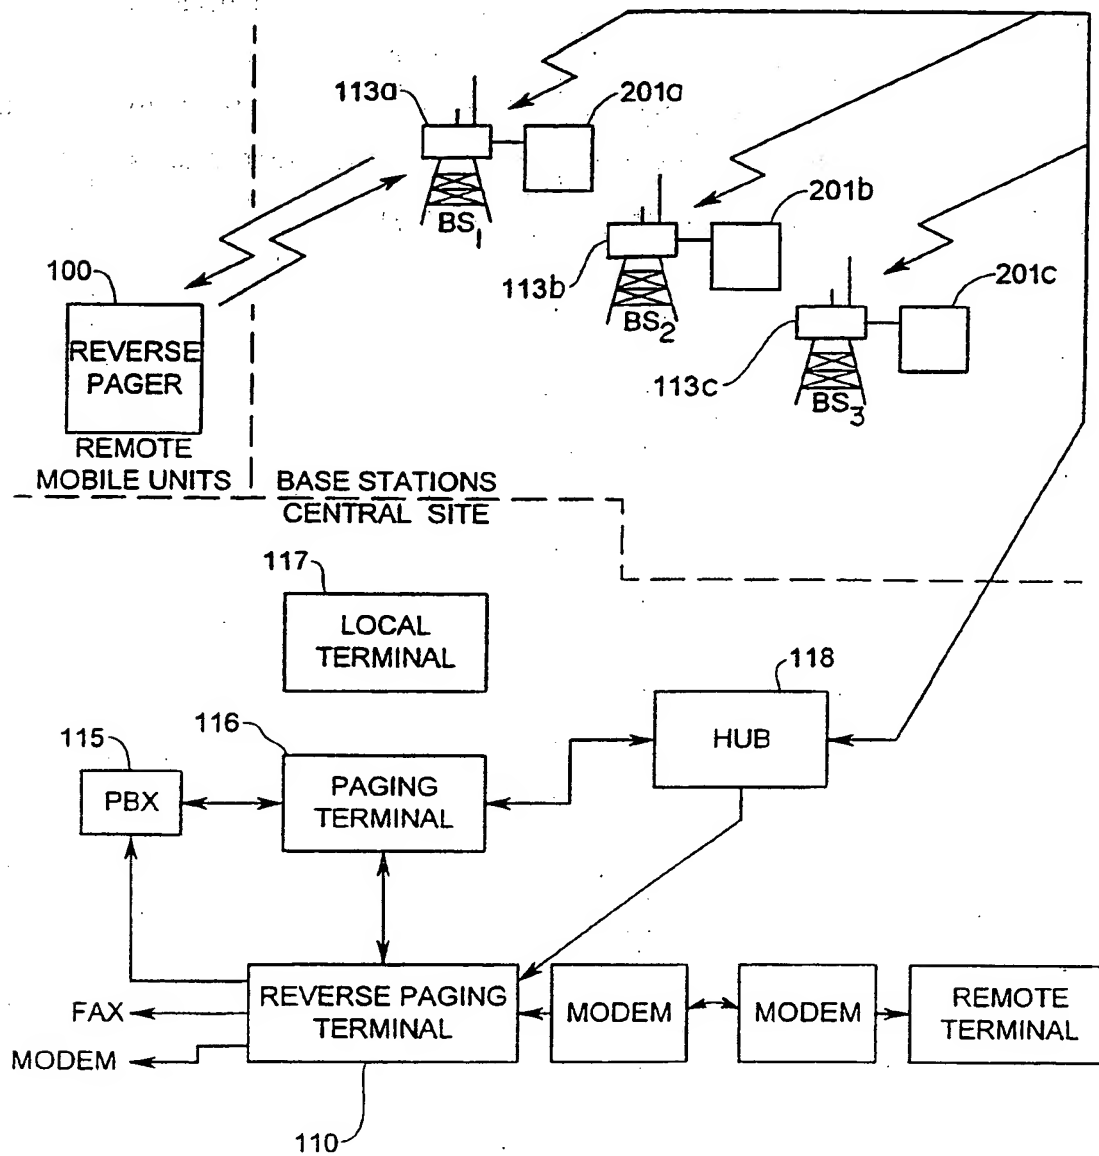 113a
201a
BS1
201b
113b
BS2
201c
113c
BS3
100
REVERSE
PAGER
REMOTE
MOBILE UNITS
BASE STATIONS
CENTRAL SITE
117
LOCAL
TERMINAL
118
HUB
116
115
PBX
PAGING
TERMINAL
REVERSE PAGING
TERMINAL
MODEM
MODEM
REMOTE
TERMINAL
FAX
MODEM
110